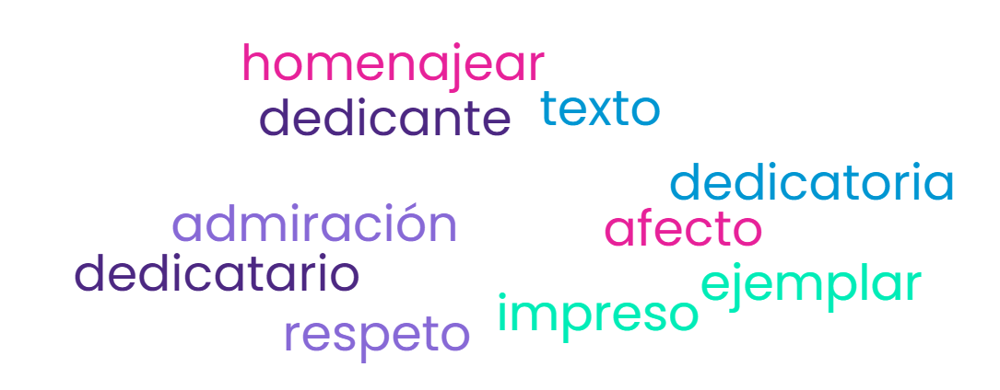 homenajear
dedicante texto
dedicatoria
admiración afecto
dedicatario ejemplar
respeto impreso